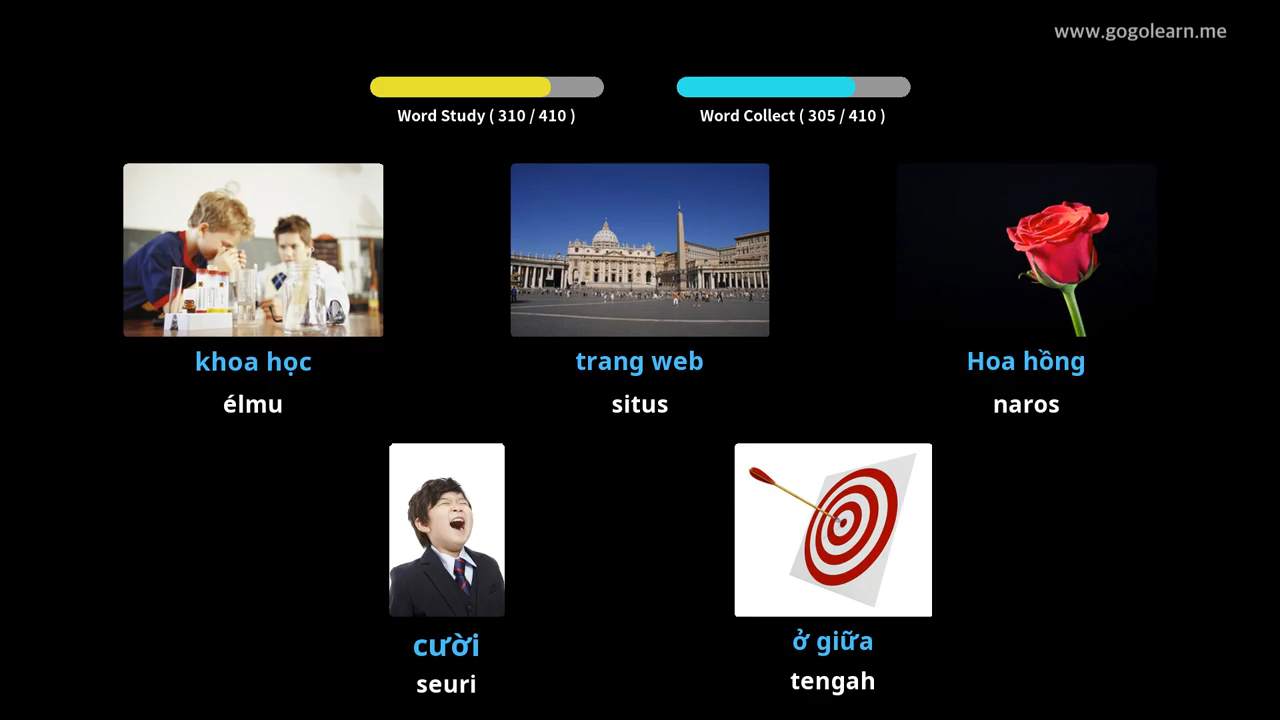 www.gogolearn.me
Word Study ( 310 / 410 )
Word Collect ( 305 / 410 )
khoa học
trang web
Hoa hồng
élmu
situs
naros
cười
ở giữa
seuri
tengah